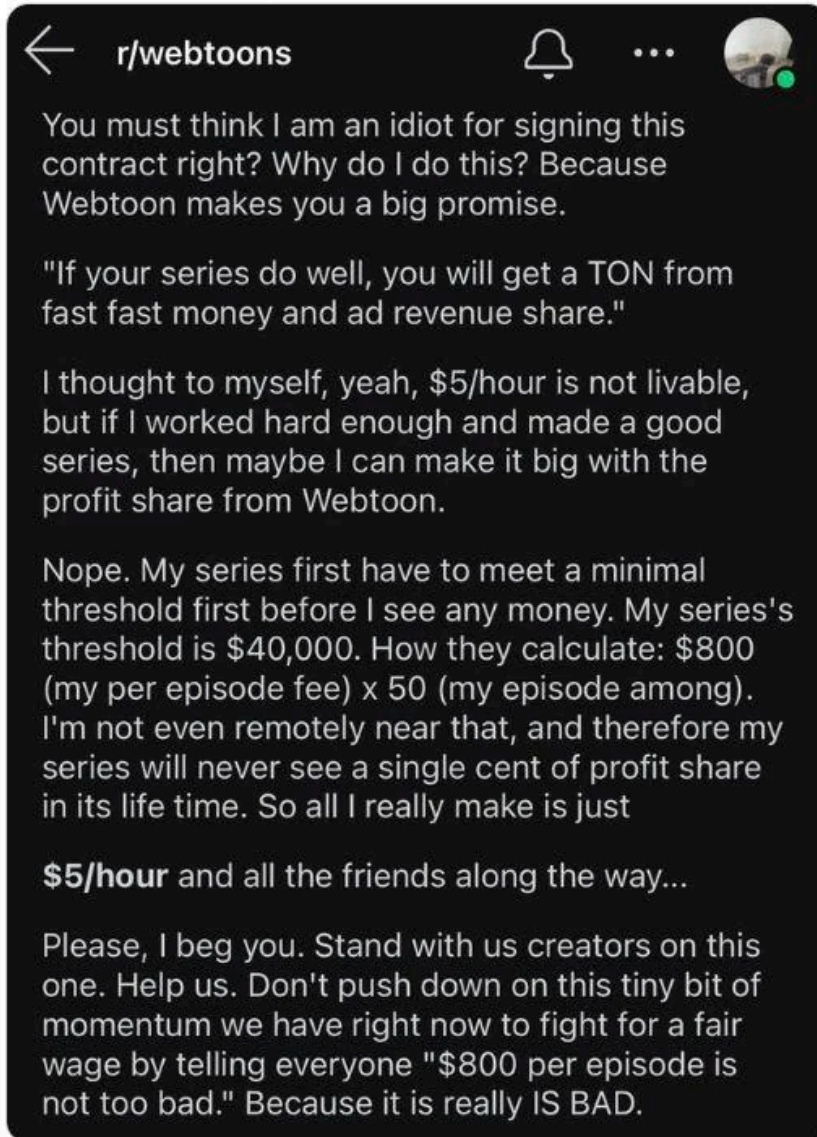 r/webtoons
You must think I am an idiot for signing this
contract right? Why do I do this? Because
Webtoon makes you a big promise.
"If your series do well, you will get a TON from
fast fast money and ad revenue share."
I thought to myself, yeah, $5/hour is not livable,
but if I worked hard enough and made a good
series, then maybe I can make it big with the
profit share from Webtoon.
Nope. My series first have to meet a minimal
threshold first before I see any money. My series's
threshold is $40,000. How they calculate: $800
(my per episode fee) x 50 (my episode among).
I'm not even remotely near that, and therefore my
series will never see a single cent of profit share
in its life time. So all I really make is just
$5/hour and all the friends along the way...
Please, I beg you. Stand with us creators on this
one. Help us. Don't push down on this tiny bit of
momentum we have right now to fight for a fair
wage by telling everyone "$800 per episode is
not too bad." Because it is really IS BAD.